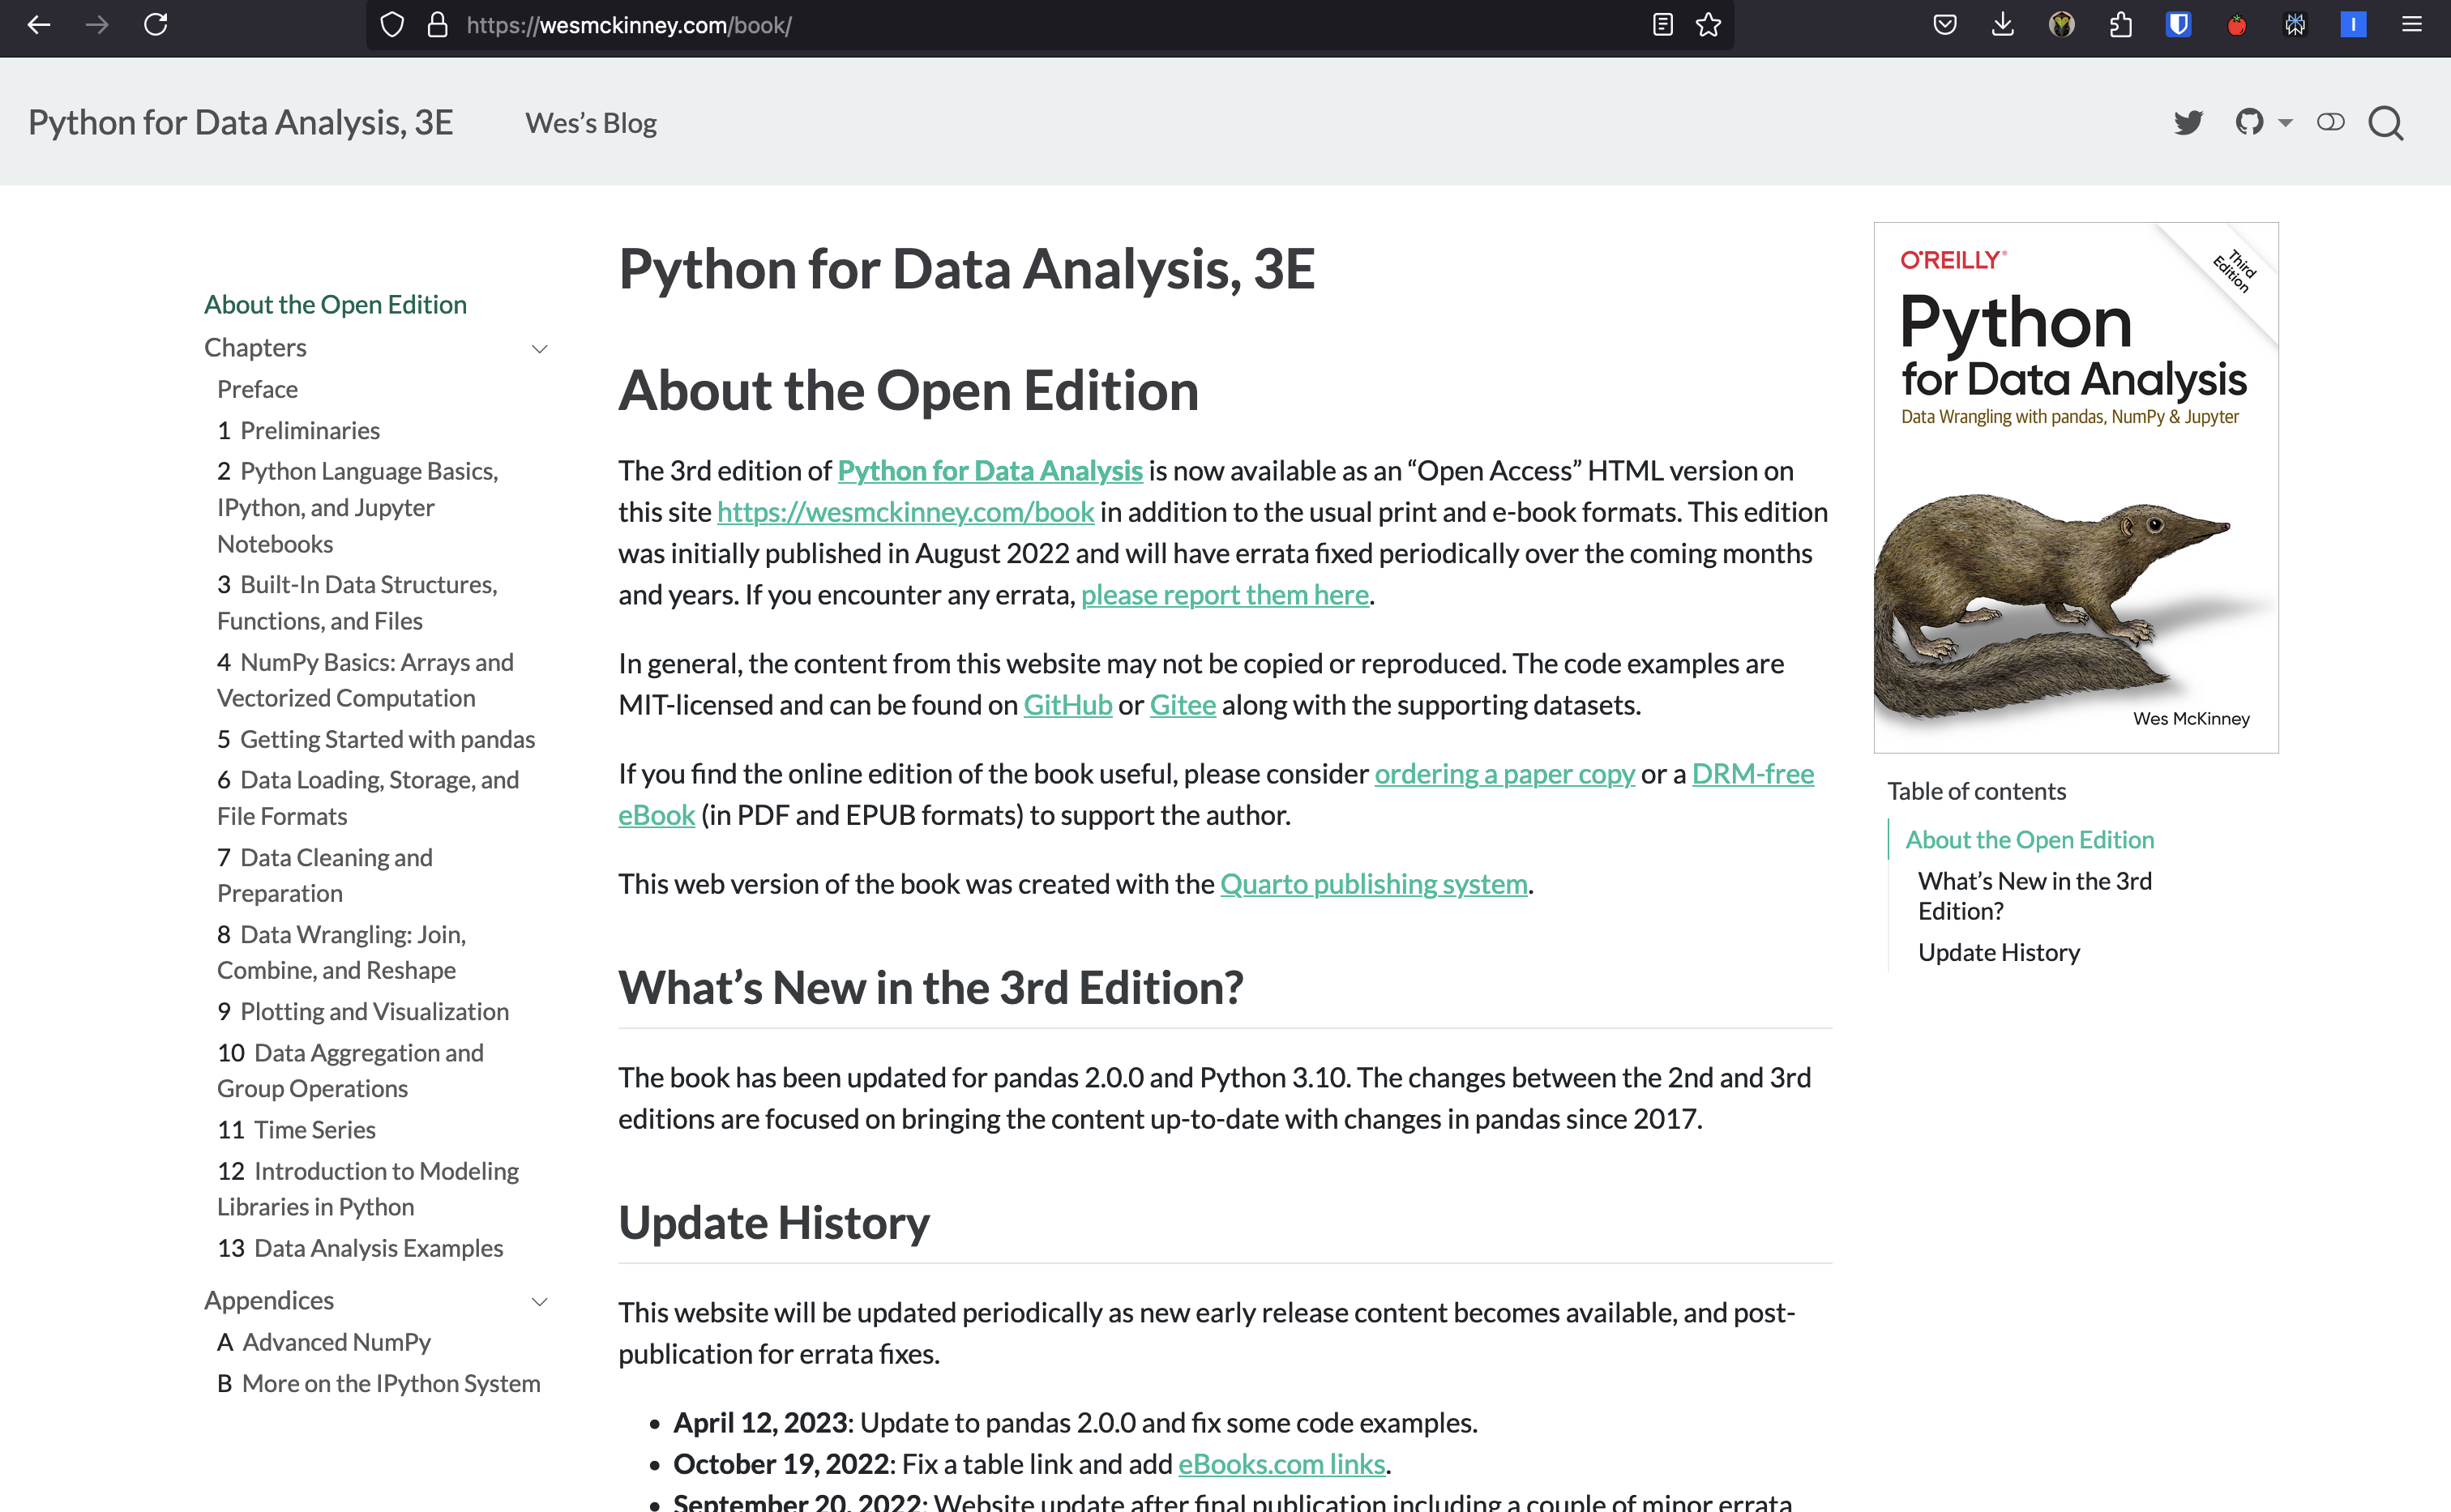 https://wesmckinney.com/book/
Python for Data Analysis, 3E
Wes’s Blog
About the Open Edition
Chapters
Preface
1 Preliminaries
2 Python Language Basics,
IPython, and Jupyter
Notebooks
3 Built-In Data Structures,
Functions, and Files
4 NumPy Basics: Arrays and
Vectorized Computation
5 Getting Started with pandas
6 Data Loading, Storage, and
File Formats
7 Data Cleaning and
Preparation
8 Data Wrangling: Join,
Combine, and Reshape
9 Plotting and Visualization
10 Data Aggregation and
Group Operations
11 Time Series
12 Introduction to Modeling
Libraries in Python
13 Data Analysis Examples
Appendices
A Advanced NumPy
B More on the IPython System
Python for Data Analysis, 3E
About the Open Edition
The 3rd edition of Python for Data Analysis is now available as an “Open Access” HTML version on
this site https://wesmckinney.com/book in addition to the usual print and e-book formats. This edition
was initially published in August 2022 and will have errata fixed periodically over the coming months
and years. If you encounter any errata, please report them here.
In general, the content from this website may not be copied or reproduced. The code examples are
MIT-licensed and can be found on GitHub or Gitee along with the supporting datasets.
If you find the online edition of the book useful, please consider ordering a paper copy or a DRM-free
eBook (in PDF and EPUB formats) to support the author.
This web version of the book was created with the Quarto publishing system.
What’s New in the 3rd Edition?
The book has been updated for pandas 2.0.0 and Python 3.10. The changes between the 2nd and 3rd
editions are focused on bringing the content up-to-date with changes in pandas since 2017.
Update History
This website will be updated periodically as new early release content becomes available, and post-
publication for errata fixes.
• April 12, 2023: Update to pandas 2.0.0 and fix some code examples.
• October 19, 2022: Fix a table link and add eBooks.com links.
• September 20, 2022: Website update after final publication including a couple of minor errata
O'REILLY®
Third
Edition
Python
for Data Analysis
Data Wrangling with pandas, NumPy & Jupyter
Wes McKinney
Table of contents
About the Open Edition
What’s New in the 3rd
Edition?
Update History